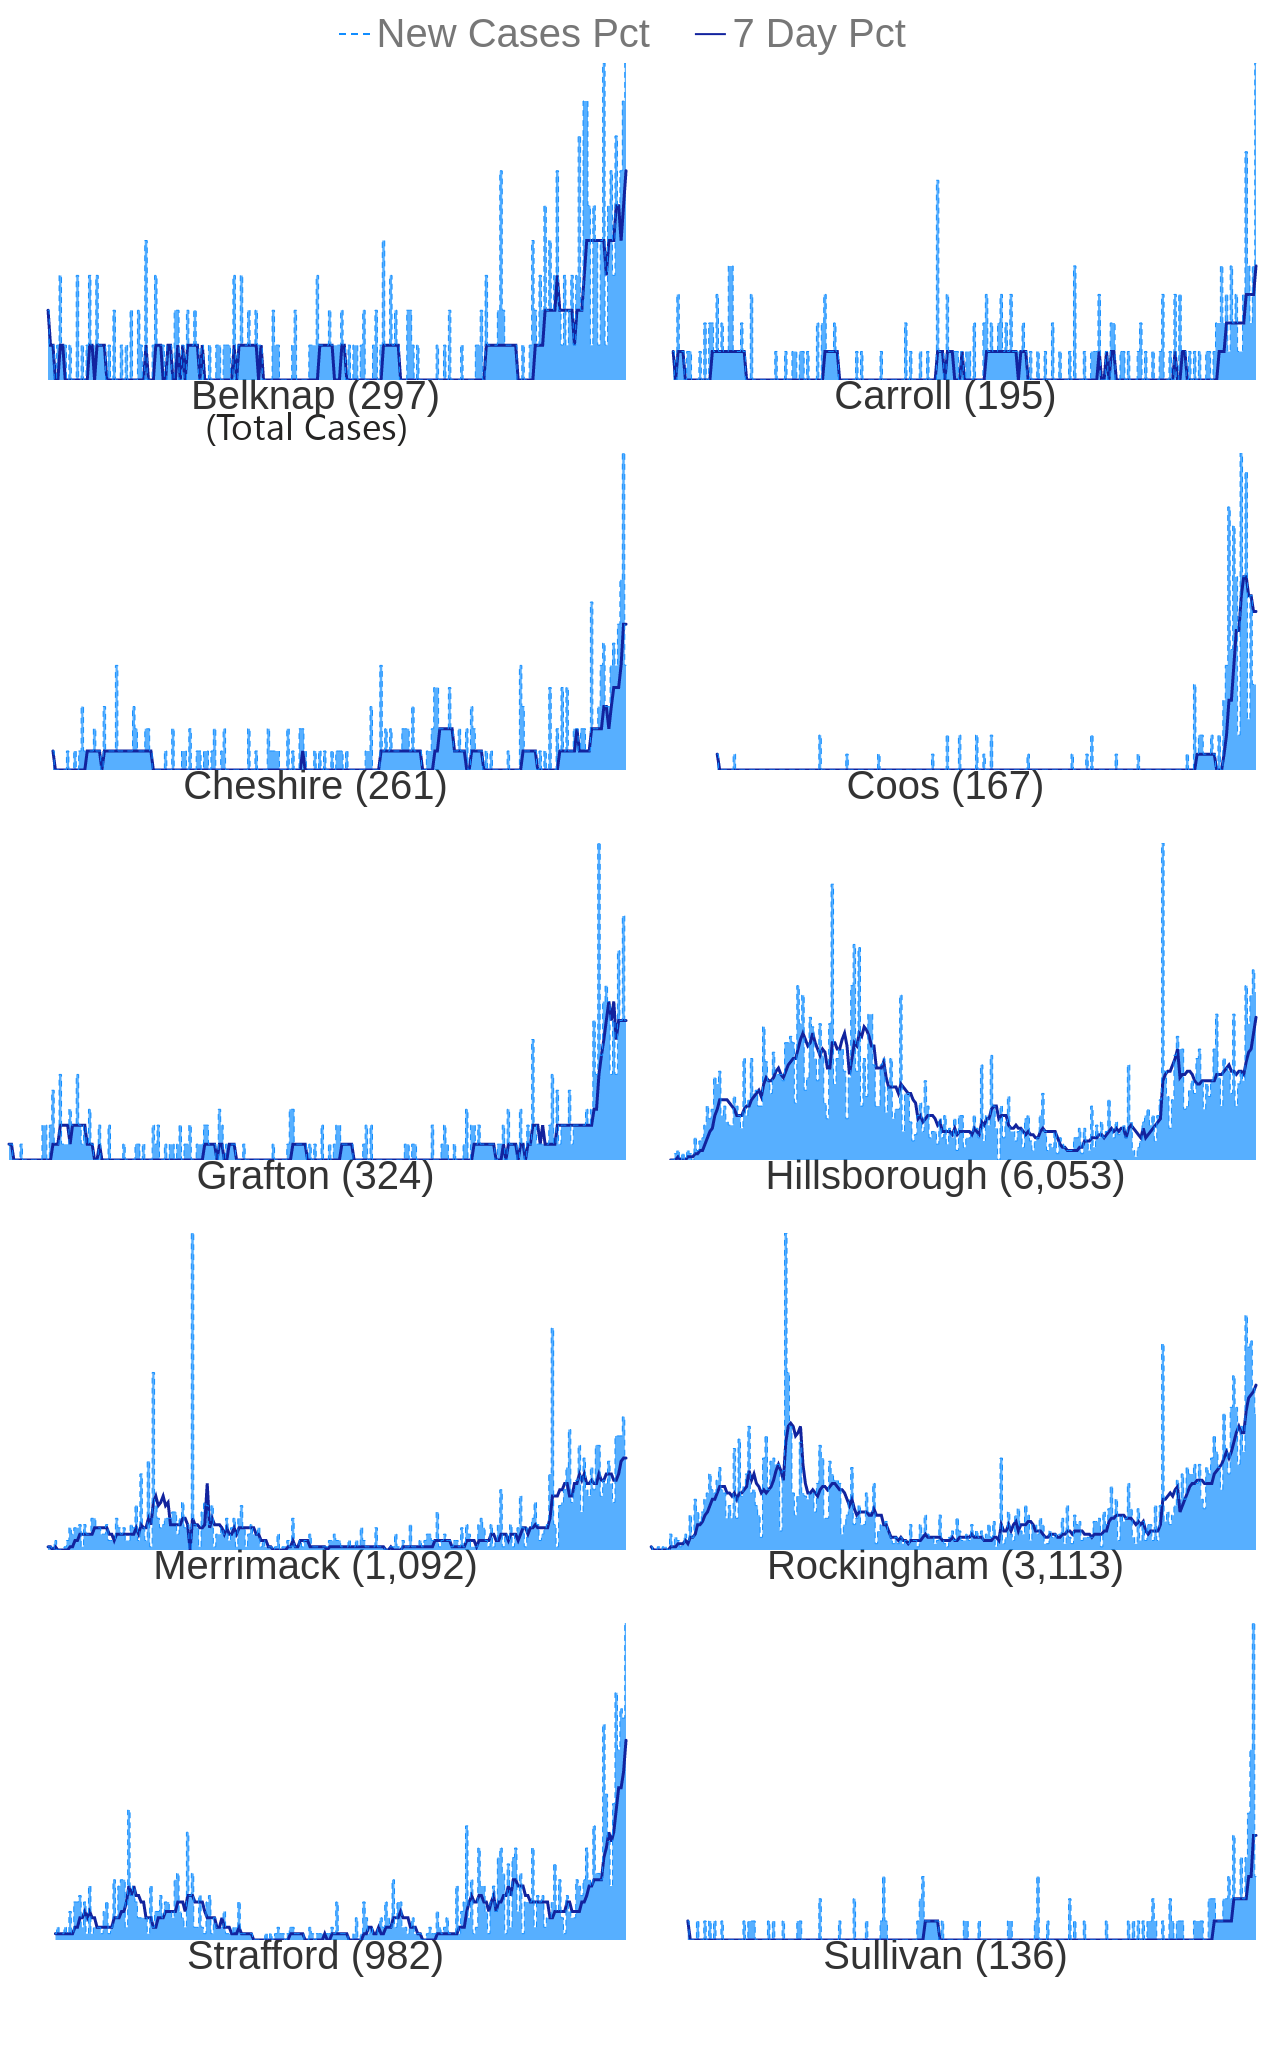 New Cases Pct 7 Day Pct
Belknap (297) Carroll (195)
(Total Cases)
Cheshire (261) Coos (167)
Grafton (324) Hillsborough (6,053)
Merrimack (1,092) Rockingham (3,113)
Strafford (982) Sullivan (136)